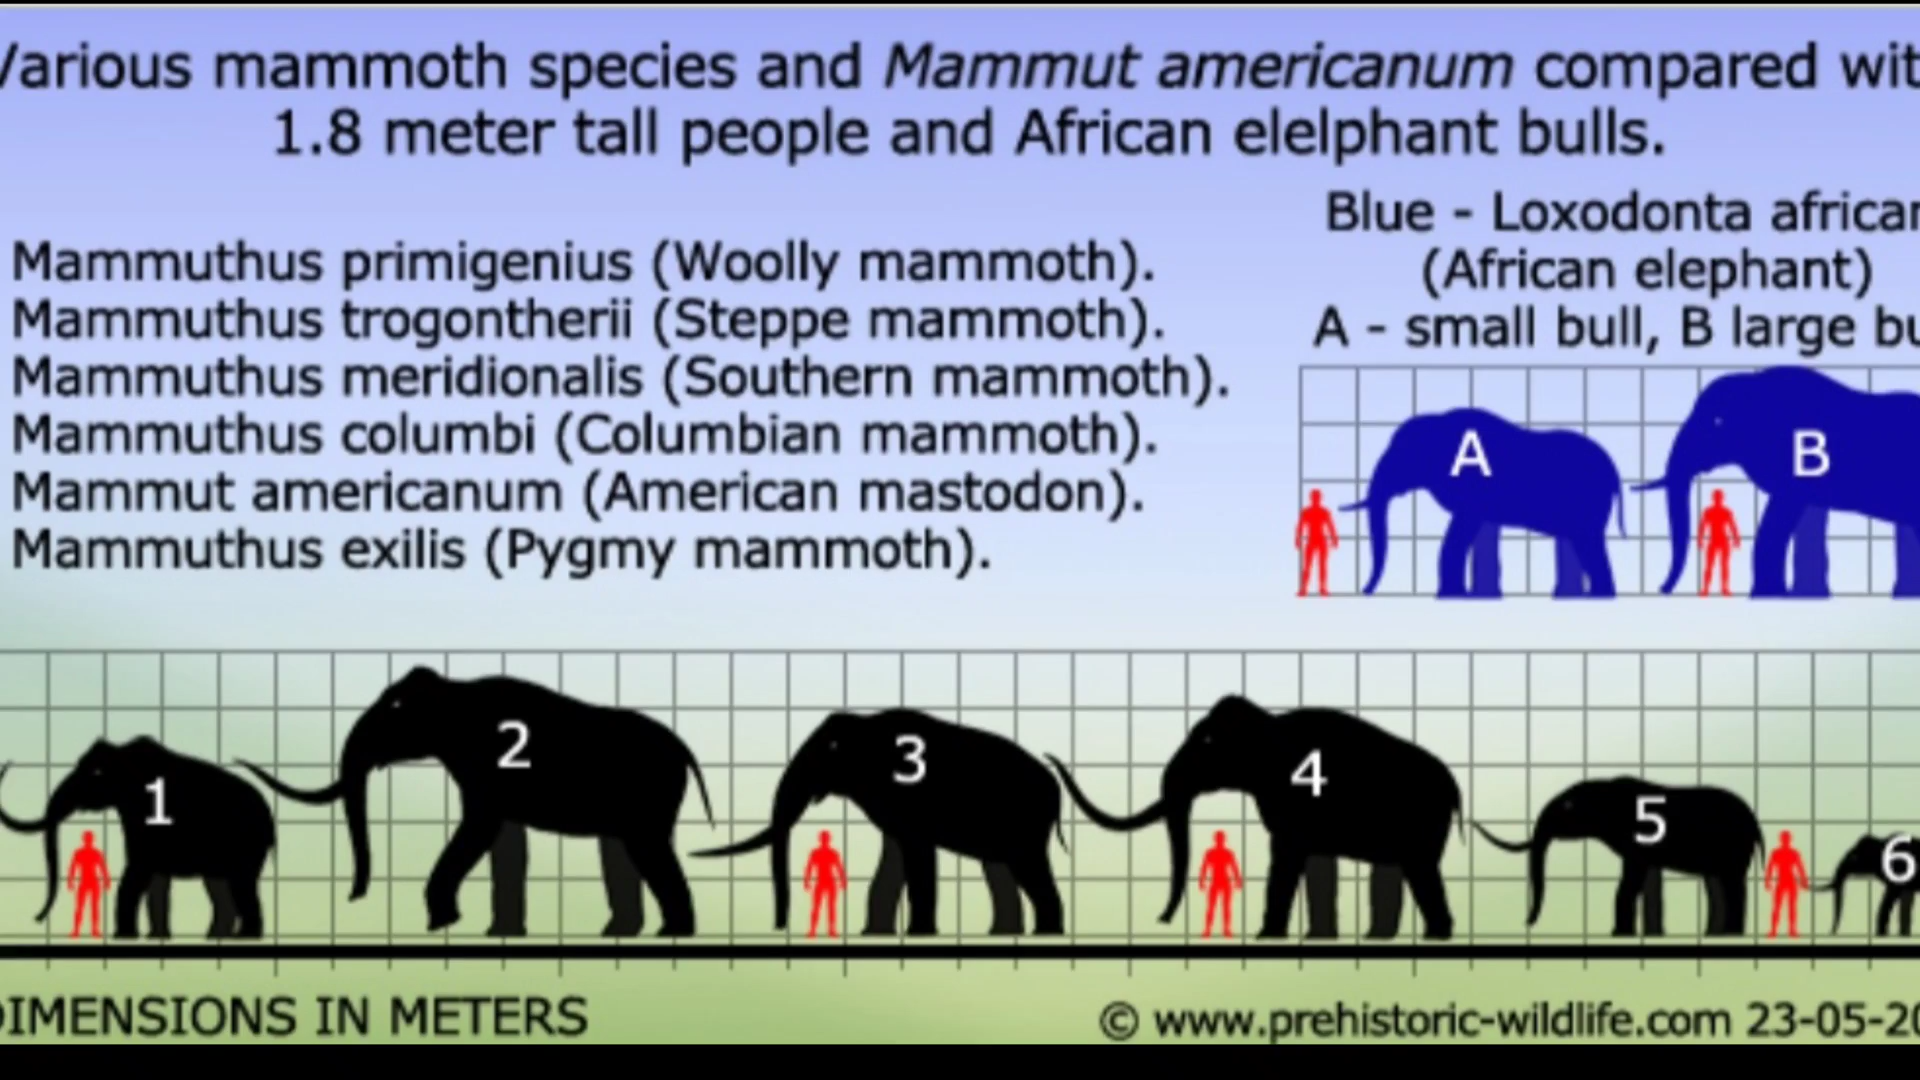 Various mammoth species and Mammut americanum compared wit
1.8 meter tall people and African elelphant bulls.
Blue - Loxodonta african
(African elephant)
A - small bull, B large bu
Mammuthus primigenius (Woolly mammoth).
Mammuthus trogontherii (Steppe mammoth).
Mammuthus meridionalis (Southern mammoth).
Mammuthus columbi (Columbian mammoth).
Mammut americanum (American mastodon).
Mammuthus exilis (Pygmy mammoth).
A B
1 2 3 4 5 6
DIMENSIONS IN METERS
© www.prehistoric-wildlife.com 23-05-20